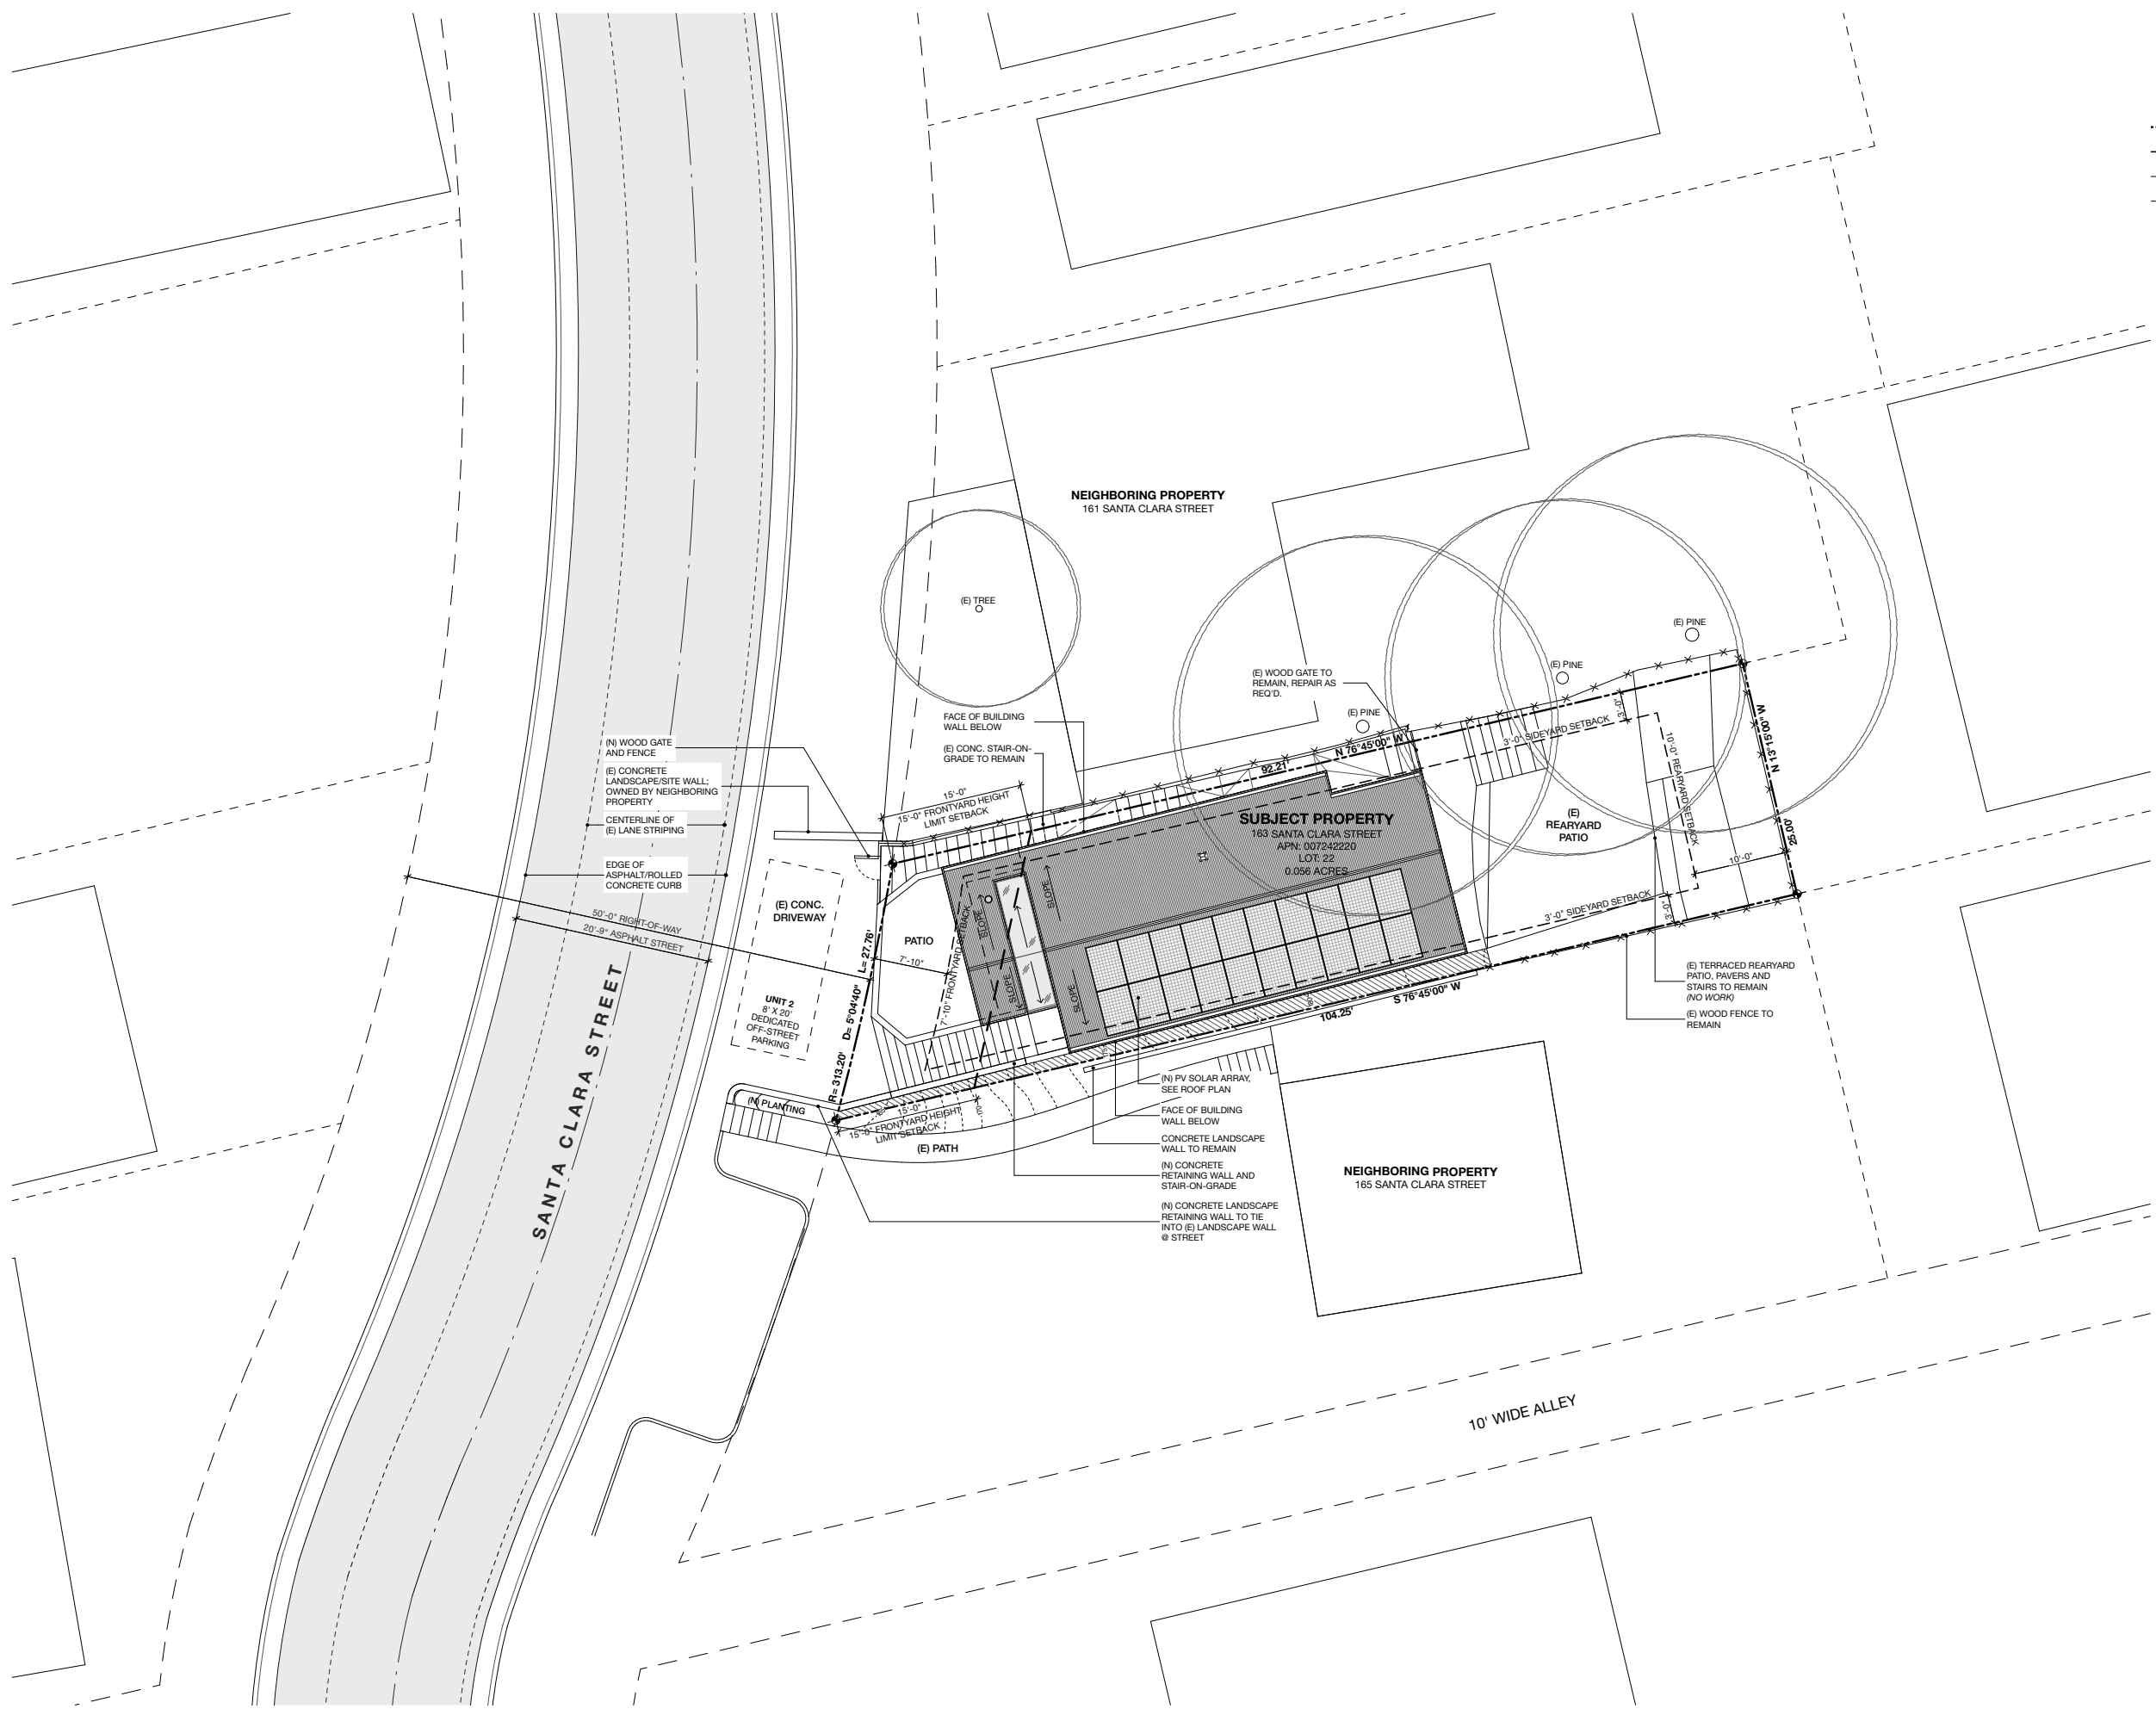 NEIGHBORING PROPERTY
161 SANTA CLARA STREET
(E) TREE
(E) PINE
(E) PINE
(E) PINE
(E) WOOD GATE TO
REMAIN, REPAIR AS
REQ'D.
FACE OF BUILDING
WALL BELOW
(E) CONC. STAIR-ON-
GRADE TO REMAIN
(N) WOOD GATE
AND FENCE
(E) CONCRETE
LANDSCAPE/SITE WALL;
OWNED BY NEIGHBORING
PROPERTY
CENTERLINE OF
(E) LANE STRIPING
EDGE OF
ASPHALT/ROLLED
CONCRETE CURB
15'-0"
15'-0" FRONTYARD HEIGHT
LIMIT SETBACK
N 76°45'00" W
92.21'
3'-0" SIDEYARD SETBACK
3'-0"
10'-0" REARYARD SETBACK
N 13°15'00" W
25.00'
10'-0"
SUBJECT PROPERTY
163 SANTA CLARA STREET
APN: 007242220
LOT: 22
0.056 ACRES
(E)
REARYARD
PATIO
50'-0" RIGHT-OF-WAY
20'-9" ASPHALT STREET
(E) CONC.
DRIVEWAY
PATIO
7'-10"
7'-10" FRONTYARD SETBACK
SLOPE
SLOPE
SLOPE
SLOPE
L= 27.76'
D= 5°04'40"
R= 313.20'
UNIT 2
8' X 20'
DEDICATED
OFF-STREET
PARKING
3'-0" SIDEYARD SETBACK
3'-0"
S 76°45'00" W
104.25'
(E) TERRACED REARYARD
PATIO, PAVERS AND
STAIRS TO REMAIN
(NO WORK)
(E) WOOD FENCE TO
REMAIN
SANTA CLARA STREET
(N) PLANTING
15'-0"
15'-0" FRONTYARD HEIGHT
LIMIT SETBACK
(E) PATH
(N) PV SOLAR ARRAY,
SEE ROOF PLAN
FACE OF BUILDING
WALL BELOW
CONCRETE LANDSCAPE
WALL TO REMAIN
(N) CONCRETE
RETAINING WALL AND
STAIR-ON-GRADE
(N) CONCRETE LANDSCAPE
RETAINING WALL TO TIE
INTO (E) LANDSCAPE WALL
@ STREET
NEIGHBORING PROPERTY
165 SANTA CLARA STREET
10' WIDE ALLEY